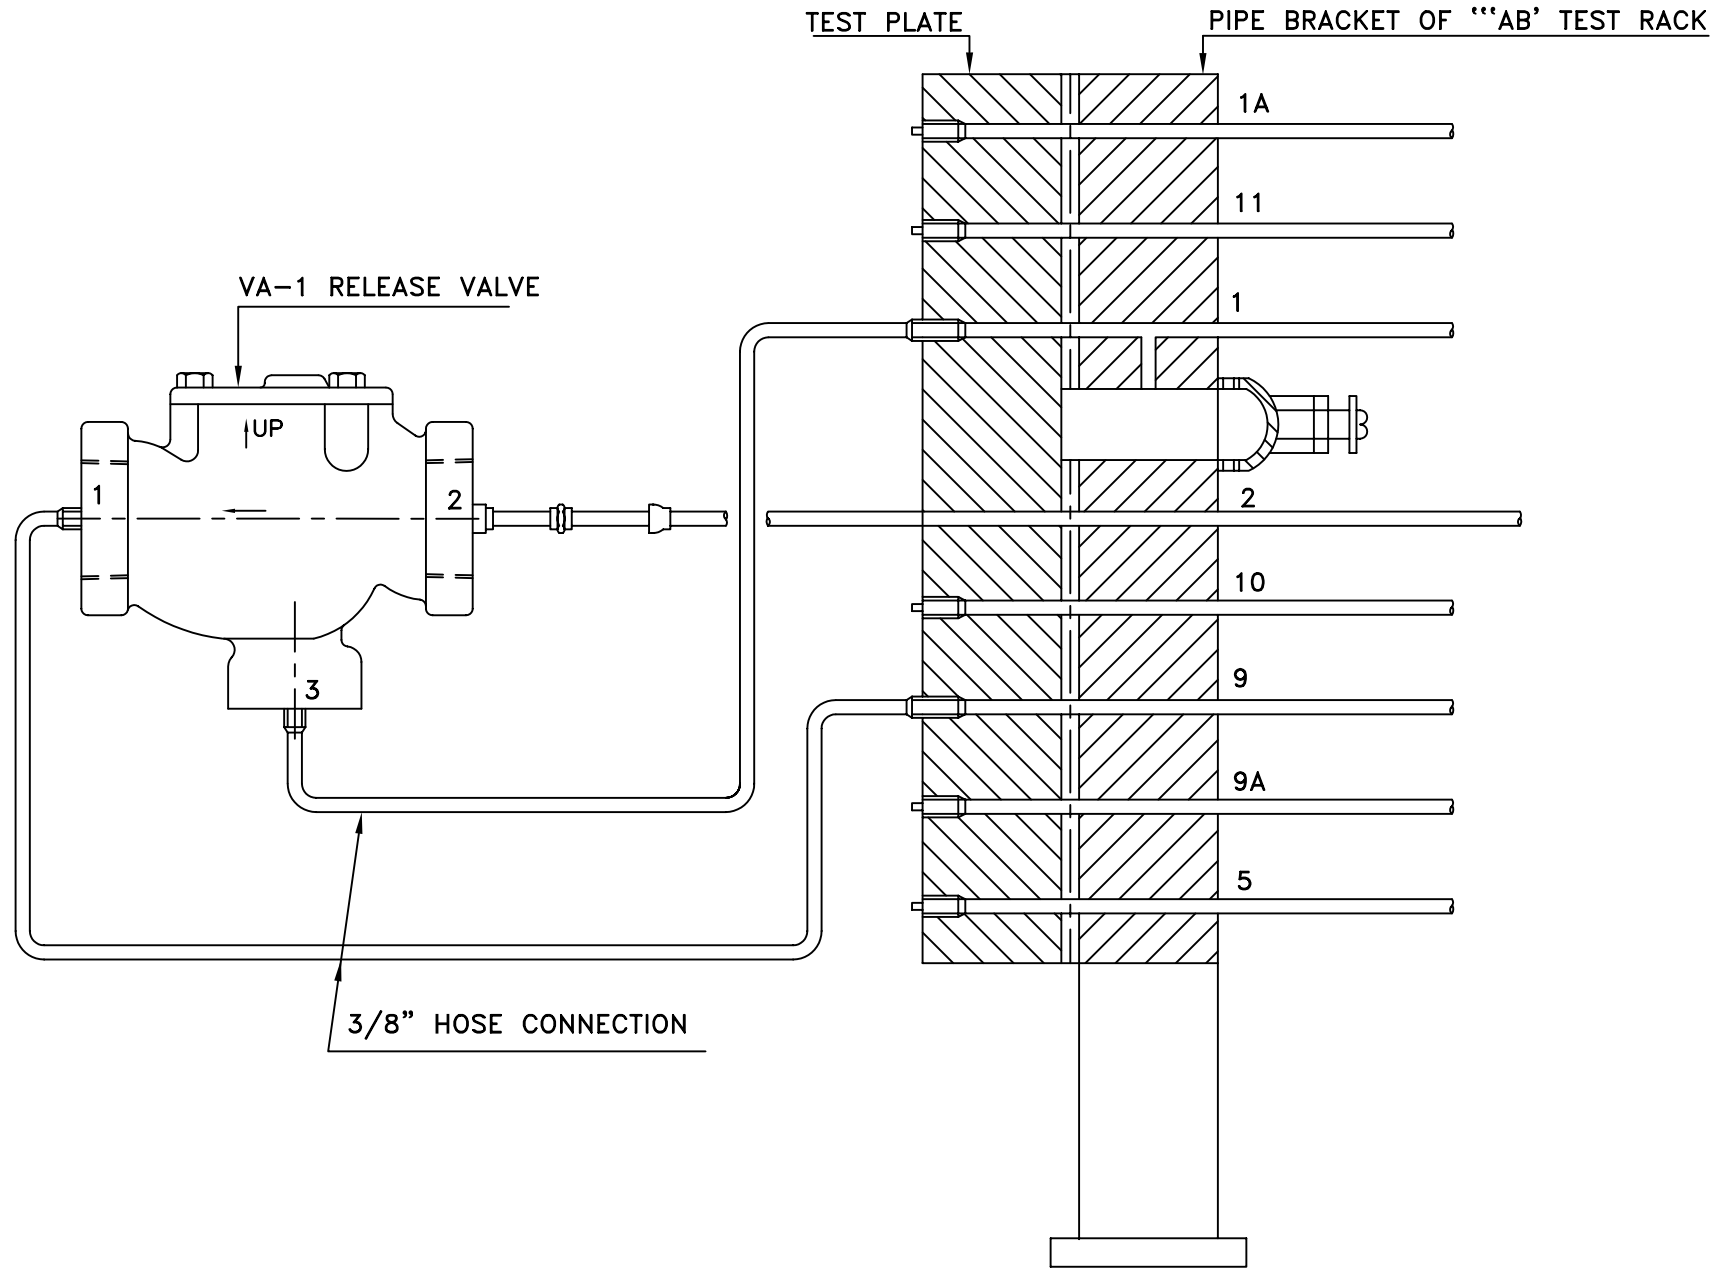 TEST PLATE
PIPE BRACKET OF “‘AB’ TEST RACK
1A
11
VA-1 RELEASE VALVE
1
UP
1
2
2
10
3
9
9A
5
3/8” HOSE CONNECTION